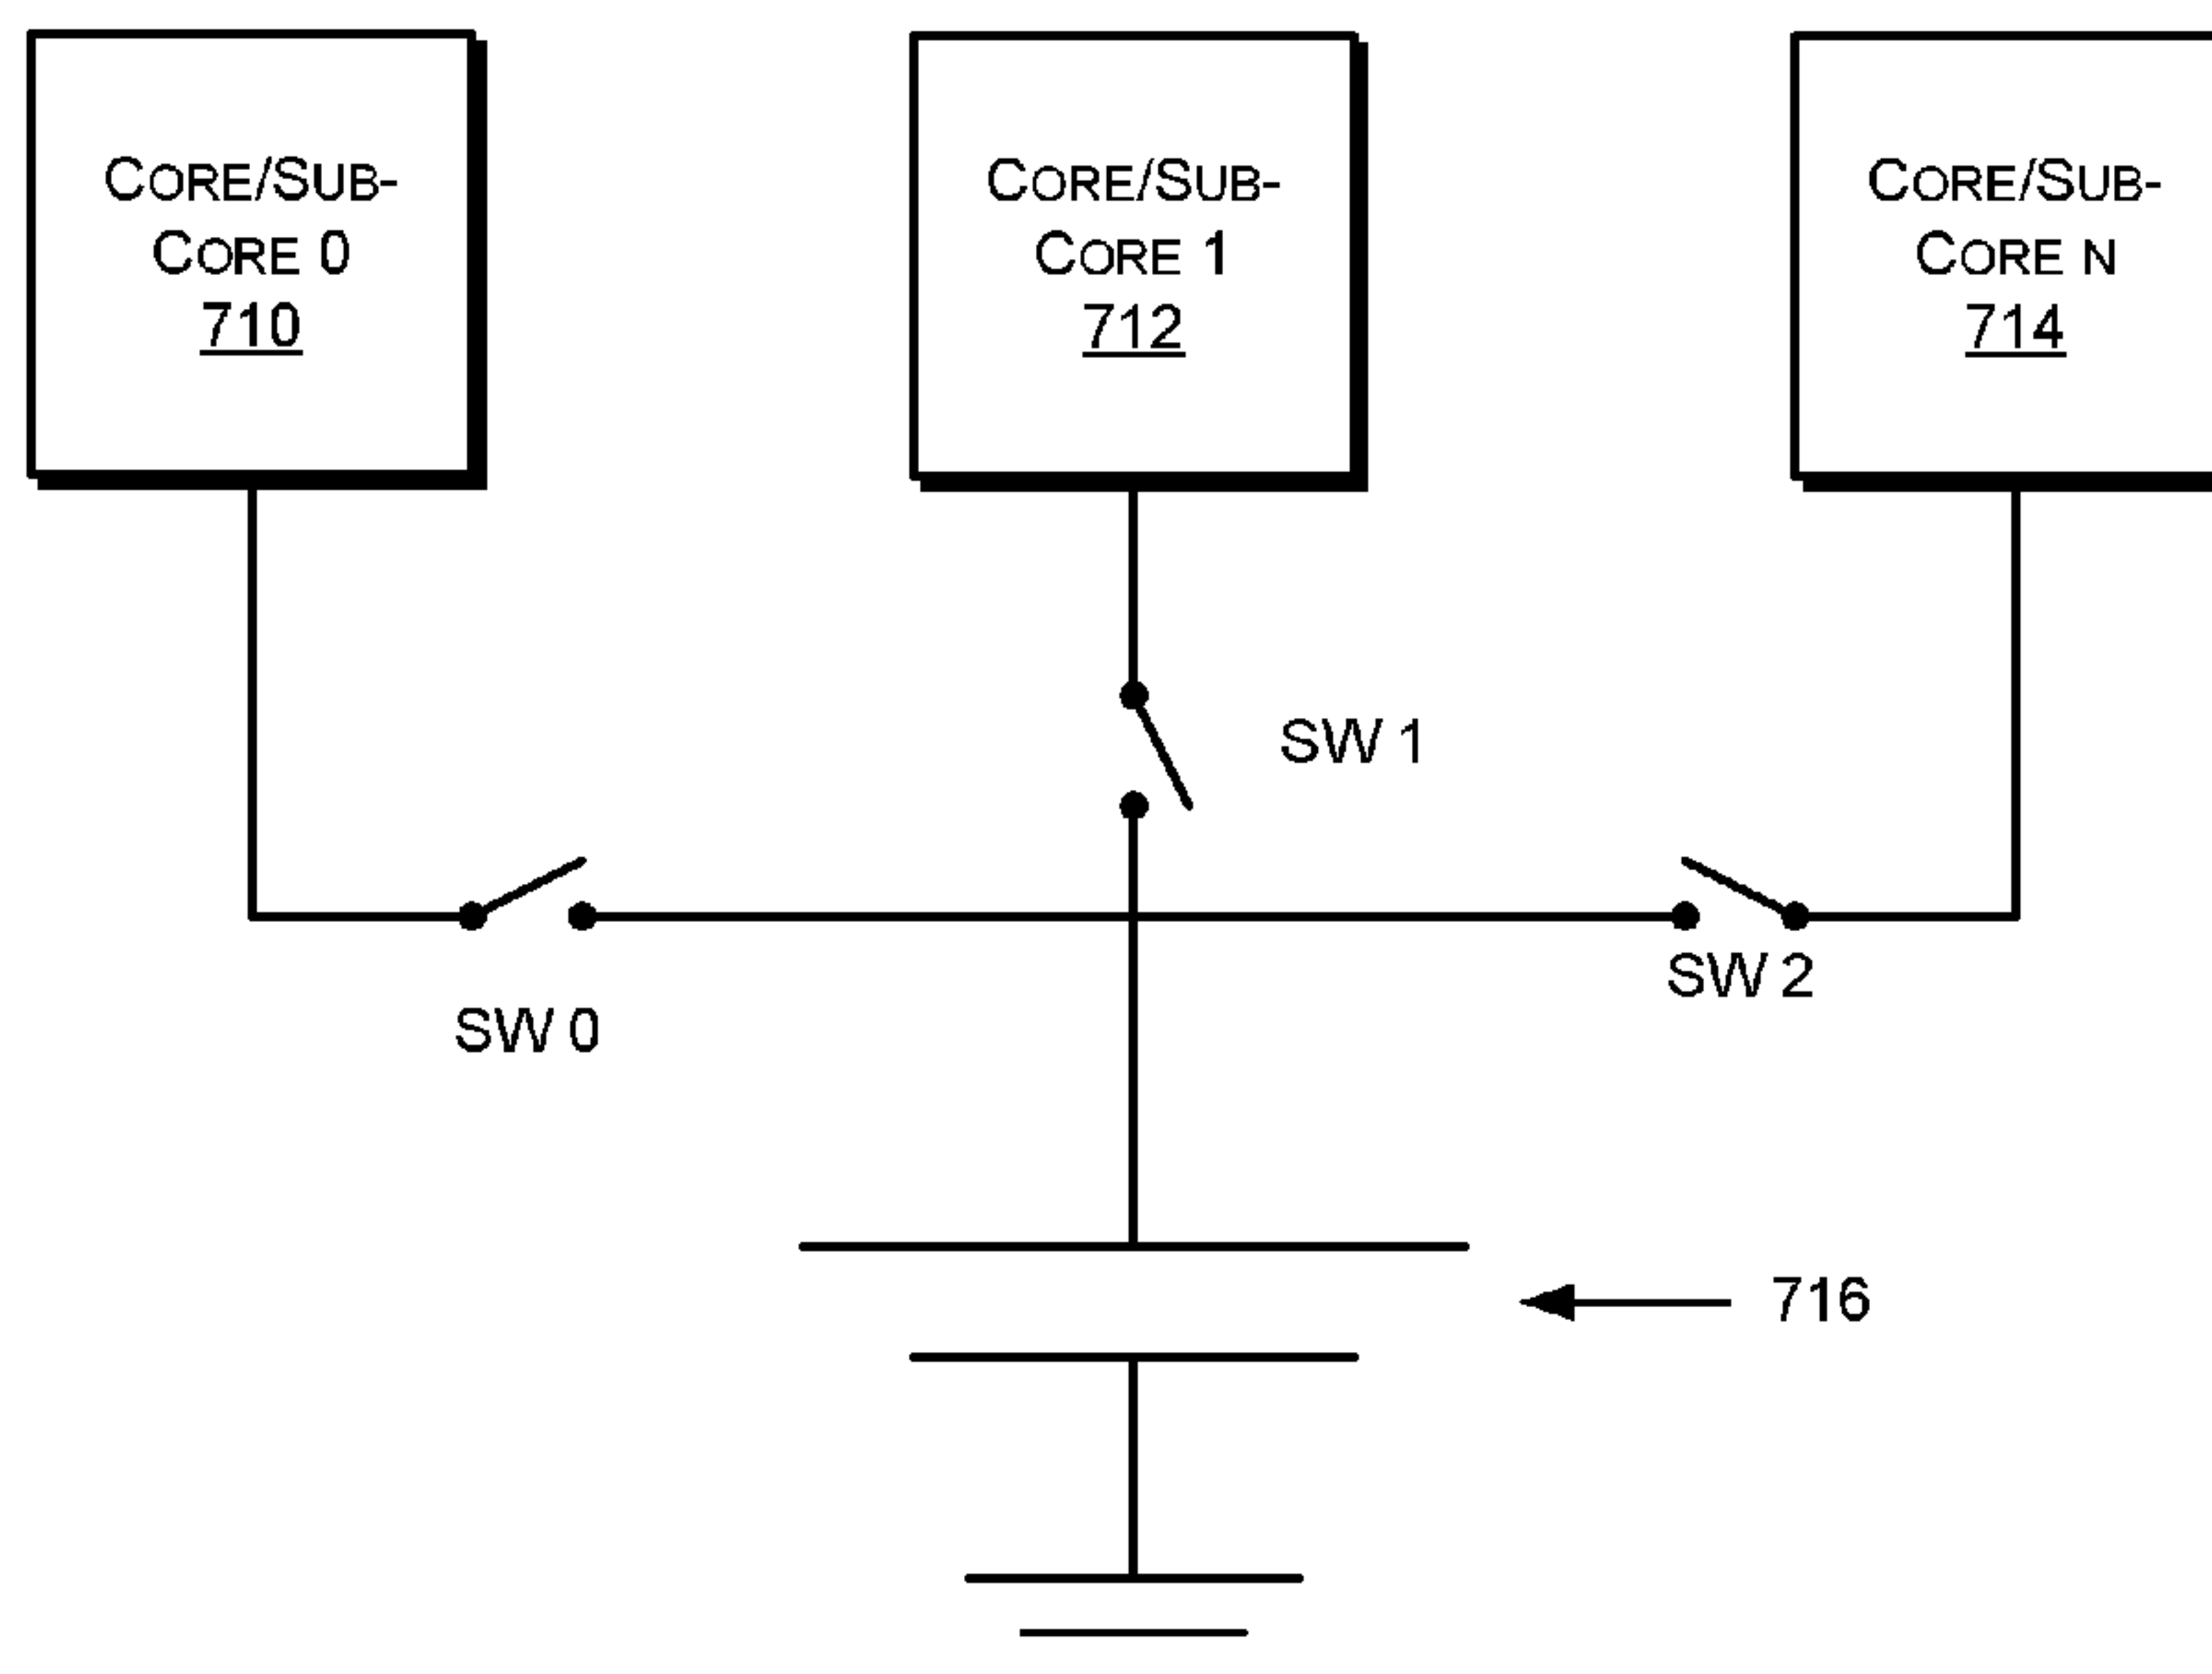 CORE/SUB-
CORE 0
710
CORE/SUB-
CORE 1
712
CORE/SUB-
CORE N
714
SW 1
SW 2
SW 0
716